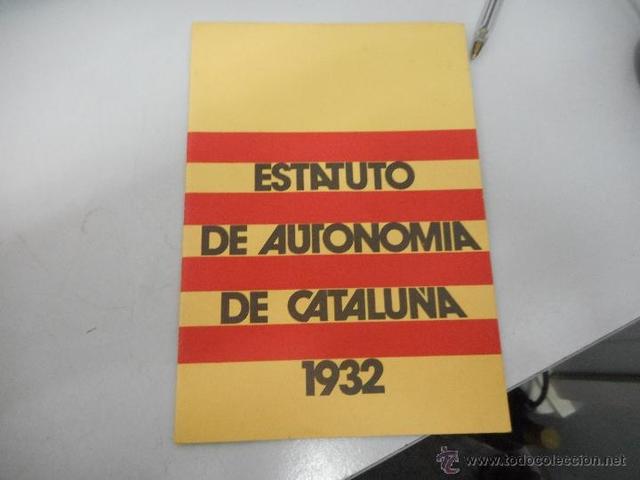 ESTATUTO
DE AUTONOMIA
DE CATALUÑA
1932
www.todocoleccion.net